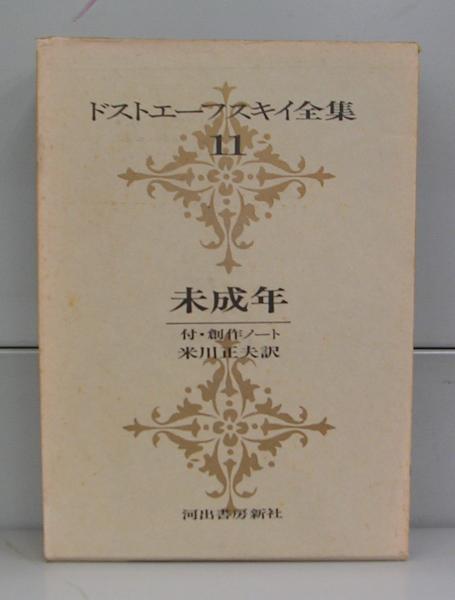 ドストエーフスキイ全集
11
未成年
付・創作ノート
米川正夫訳
河出書房新社